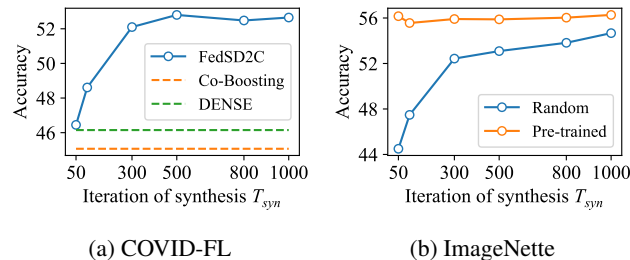 52
50
48
46
Accuracy
FedSD2C
Co-Boosting
DENSE
50 300 500 800 1000
Iteration of synthesis T_syn
(a) COVID-FL
56
52
48
44
Accuracy
Random
Pre-trained
50 300 500 800 1000
Iteration of synthesis T_syn
(b) ImageNette